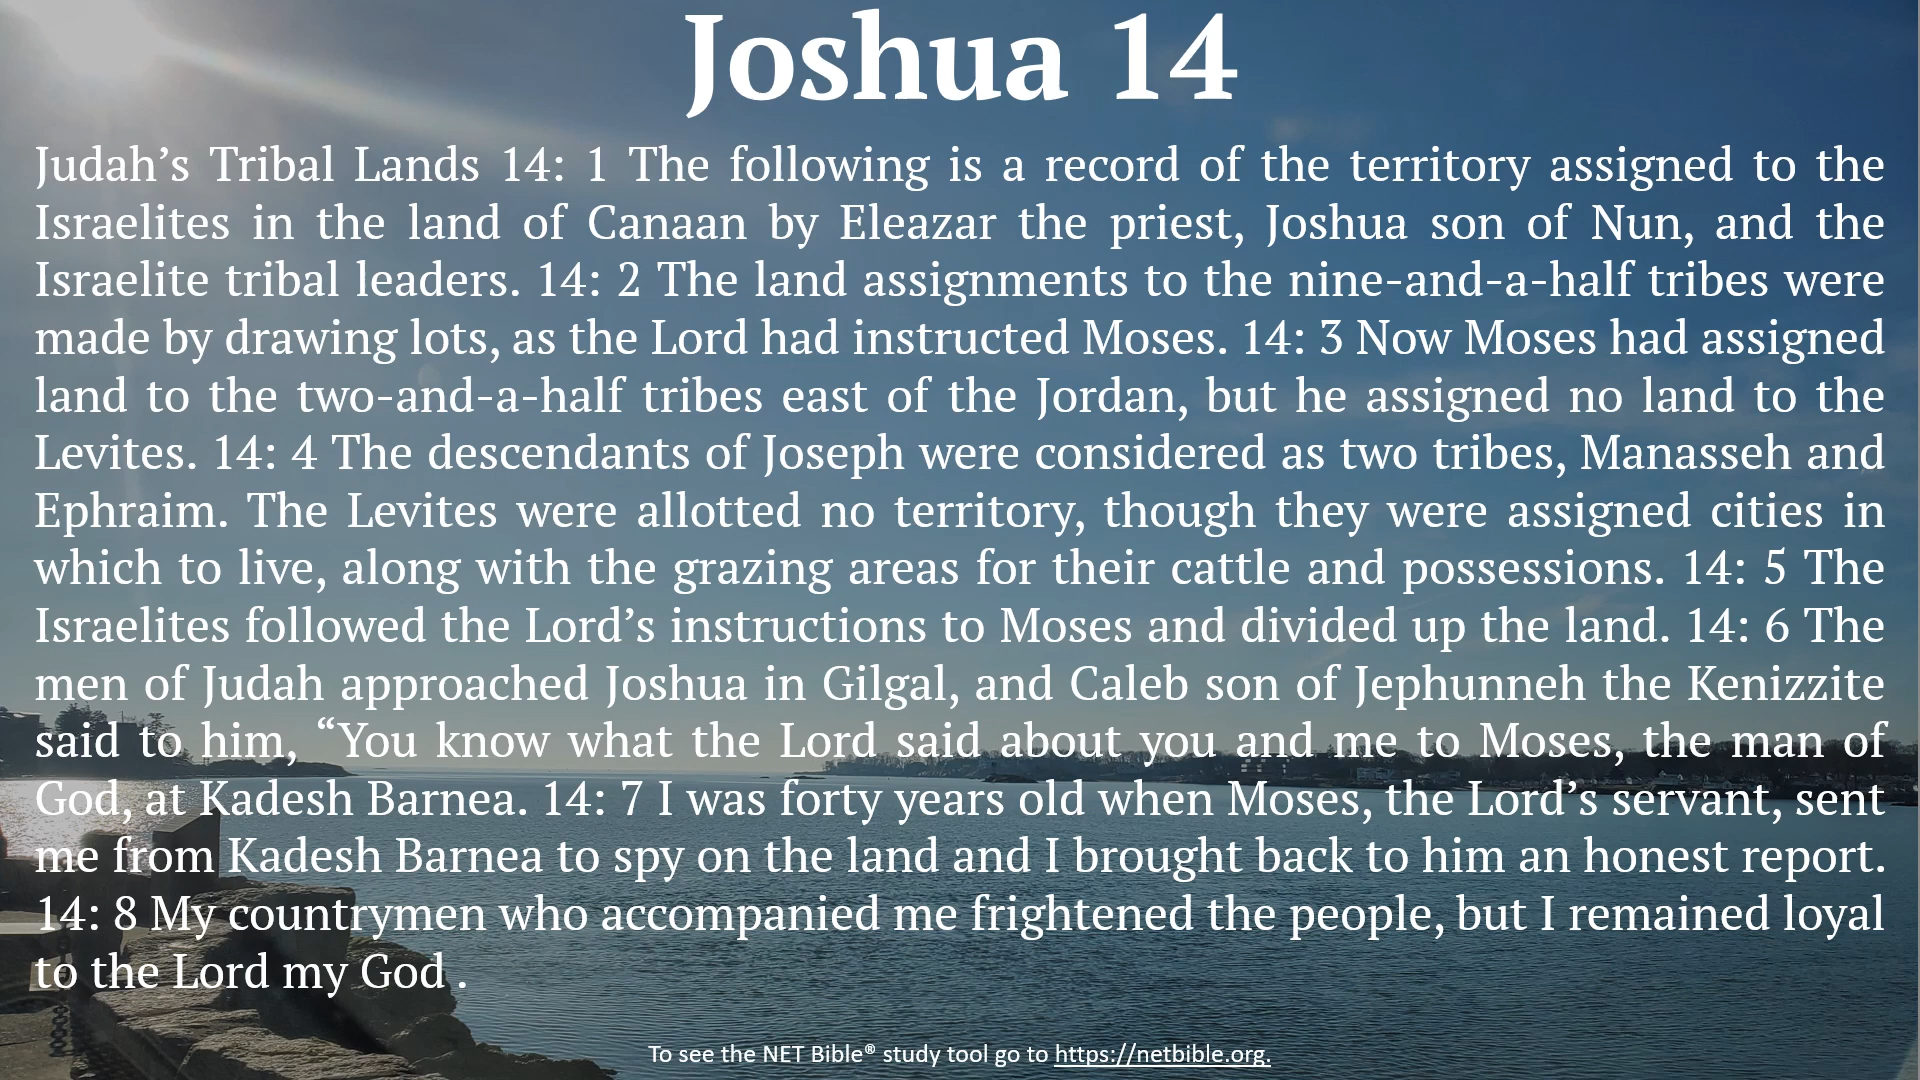 Joshua 14
Judah’s Tribal Lands 14: 1 The following is a record of the territory assigned to the
Israelites in the land of Canaan by Eleazar the priest, Joshua son of Nun, and the
Israelite tribal leaders. 14: 2 The land assignments to the nine-and-a-half tribes were
made by drawing lots, as the Lord had instructed Moses. 14: 3 Now Moses had assigned
land to the two-and-a-half tribes east of the Jordan, but he assigned no land to the
Levites. 14: 4 The descendants of Joseph were considered as two tribes, Manasseh and
Ephraim. The Levites were allotted no territory, though they were assigned cities in
which to live, along with the grazing areas for their cattle and possessions. 14: 5 The
Israelites followed the Lord’s instructions to Moses and divided up the land. 14: 6 The
men of Judah approached Joshua in Gilgal, and Caleb son of Jephunneh the Kenizzite
said to him, “You know what the Lord said about you and me to Moses, the man of
God, at Kadesh Barnea. 14: 7 I was forty years old when Moses, the Lord’s servant, sent
me from Kadesh Barnea to spy on the land and I brought back to him an honest report.
14: 8 My countrymen who accompanied me frightened the people, but I remained loyal
to the Lord my God .
To see the NET Bible® study tool go to https://netbible.org.